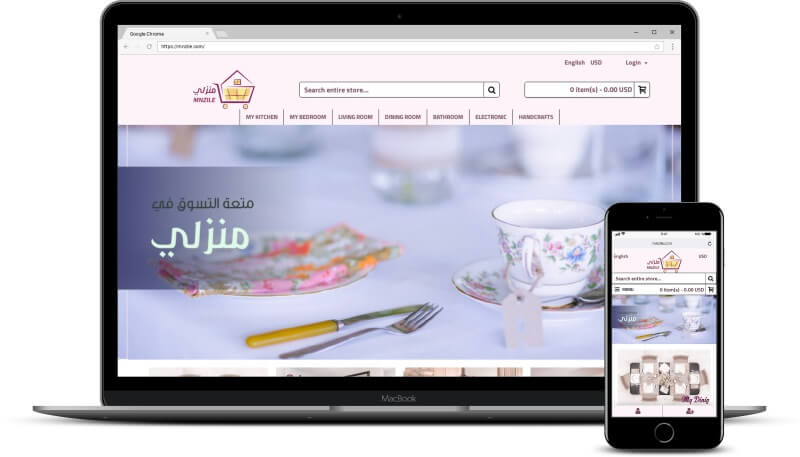 Google Chrome
https://mnzile.com/
English USD Login
منزلي
MNZILE
Search entire store...
0 item(s) - 0.00 USD
MY KITCHEN MY BEDROOM LIVING ROOM DINING ROOM BATHROOM ELECTRONIC HANDCRAFTS
متعة التسوق في
منزلي
MacBook
English USD
منزلي
MNZILE
Search entire store...
MENU 0 item(s) - 0.00 USD
منزلي
My Dinig